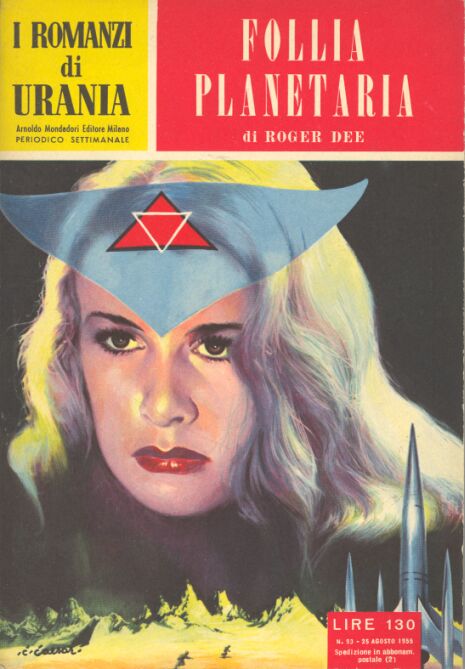 I ROMANZI
di
URANIA
Arnoldo Mondadori Editore Milano
PERIODICO SETTIMANALE
FOLLIA
PLANETARIA
di ROGER DEE
LIRE 130
N. 93 - 25 AGOSTO 1955
Spedizione in abbonam.
postale (2)